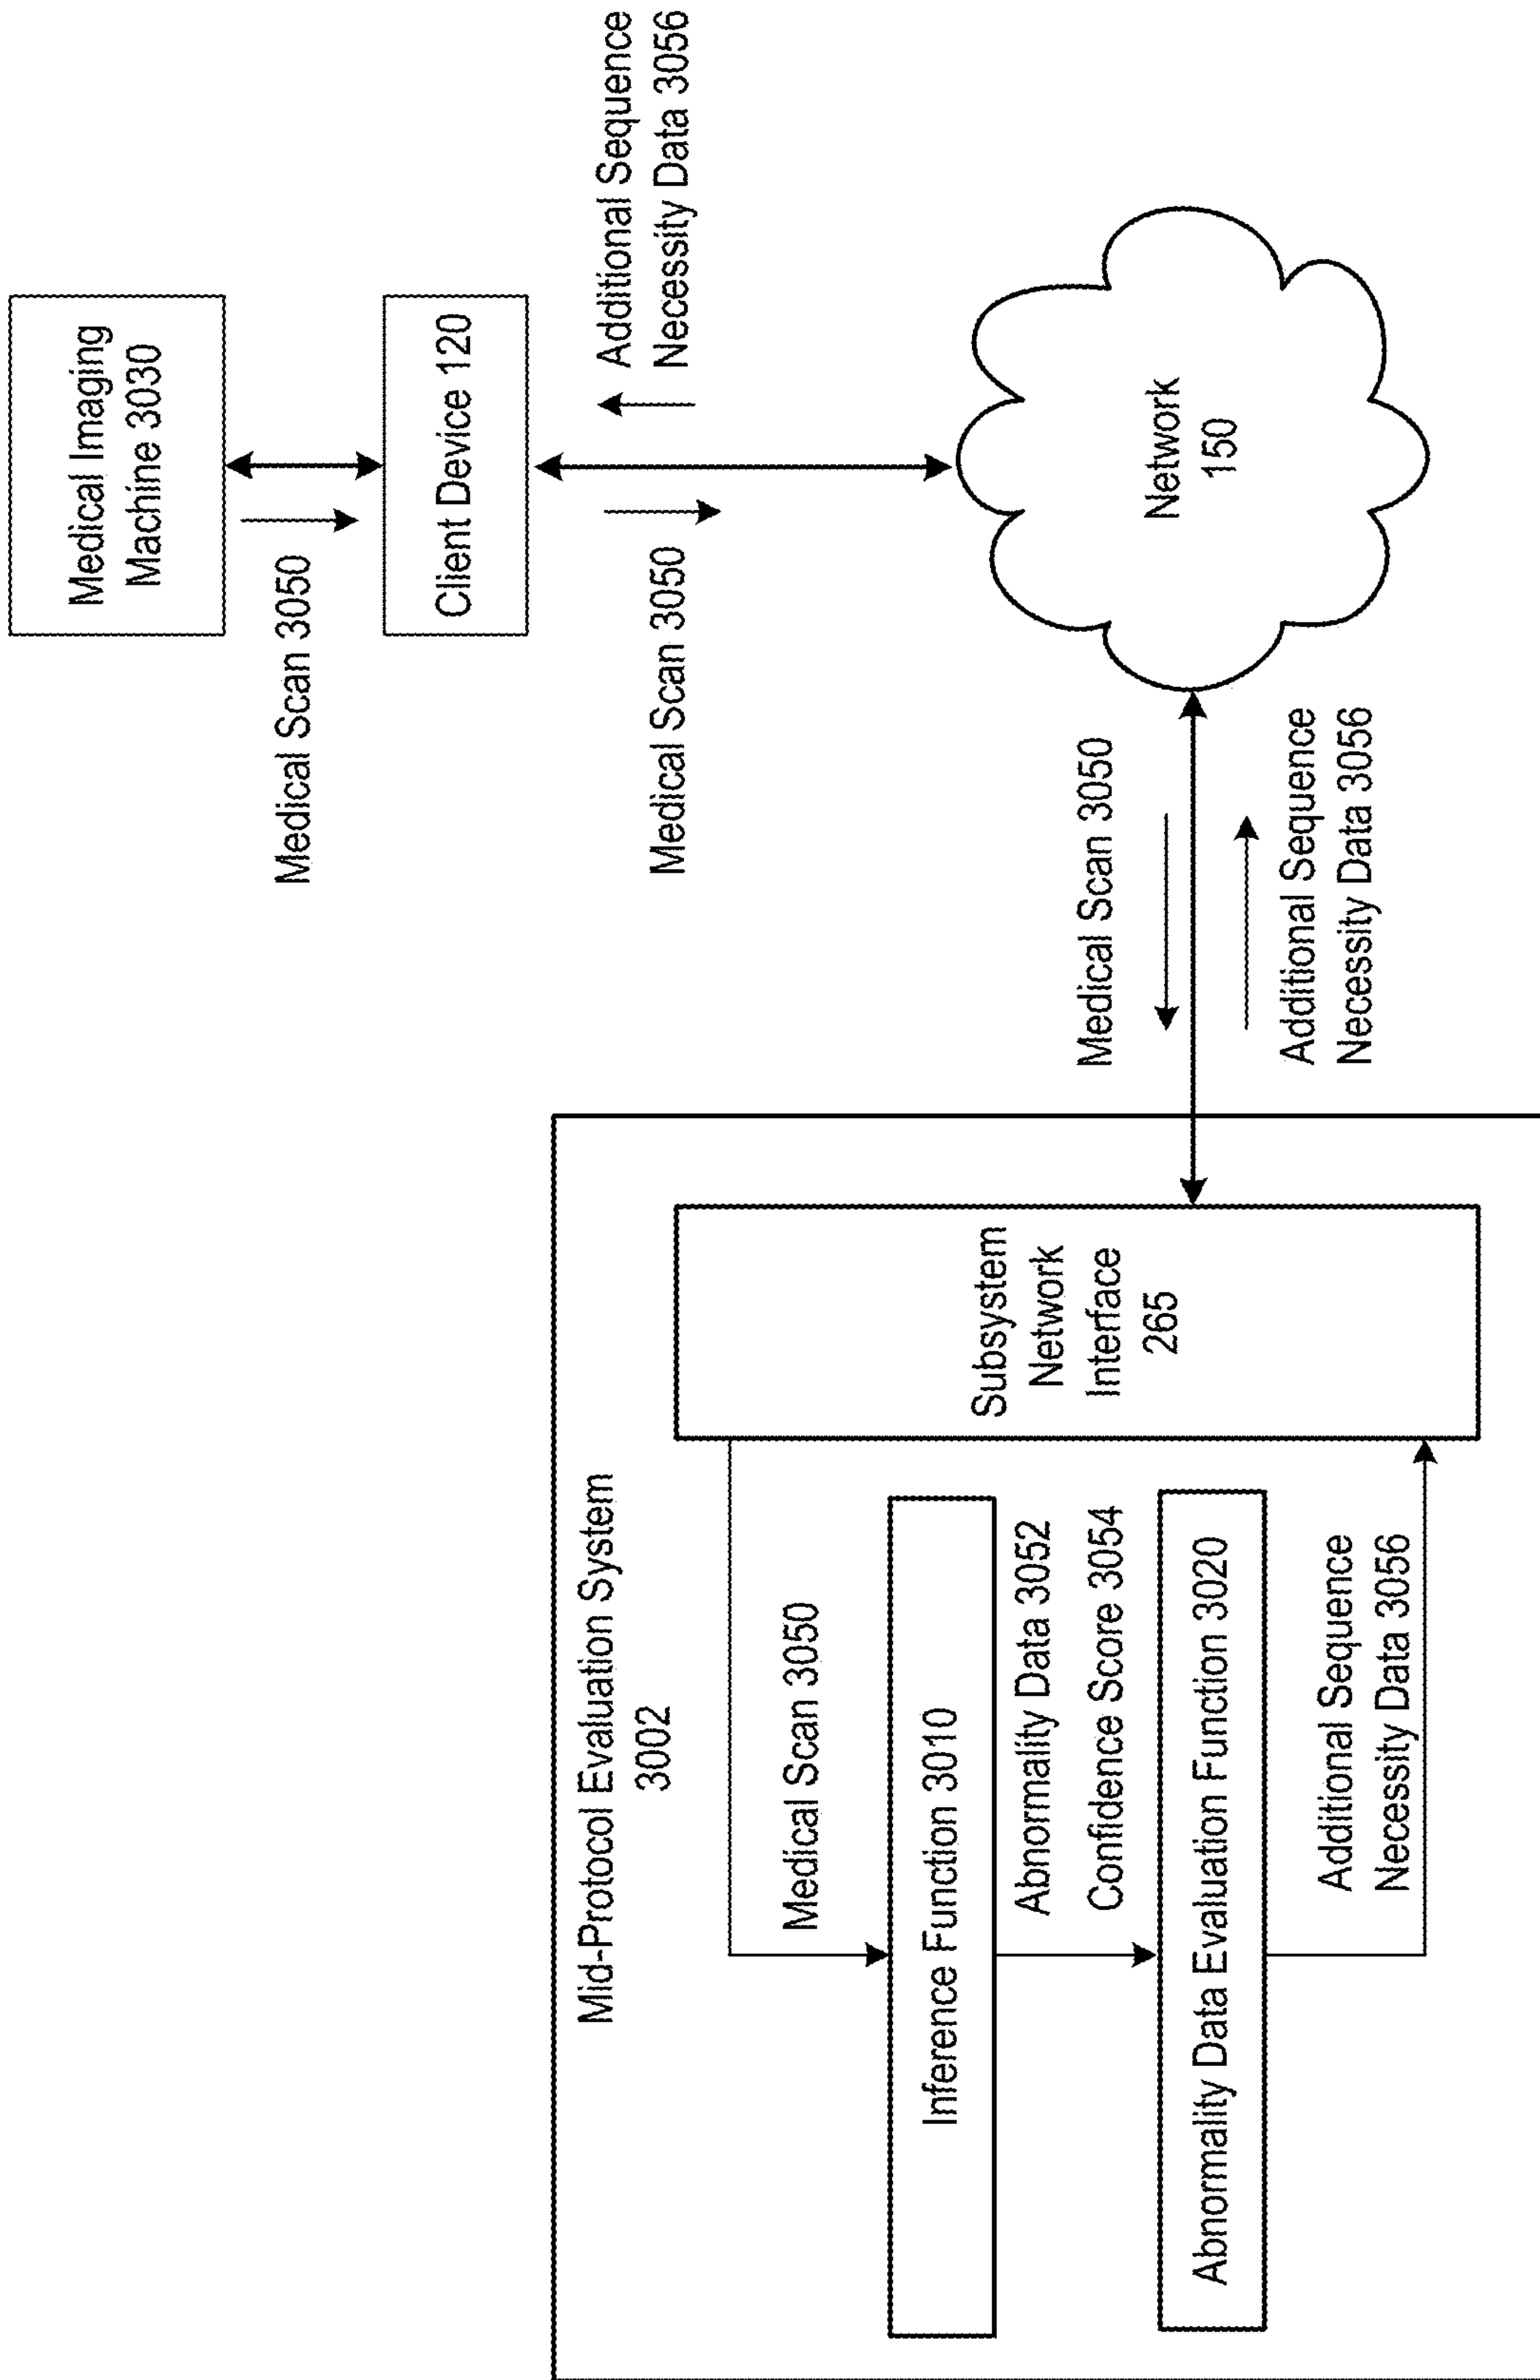 Medical Imaging
Machine 3030
Medical Scan 3050
Client Device 120
Medical Scan 3050
Additional Sequence
Necessity Data 3056
Network
150
Medical Scan 3050
Additional Sequence
Necessity Data 3056
Mid-Protocol Evaluation System
3002
Subsystem
Network
Interface
265
Medical Scan 3050
Inference Function 3010
Abnormality Data 3052
Confidence Score 3054
Abnormality Data Evaluation Function 3020
Additional Sequence
Necessity Data 3056